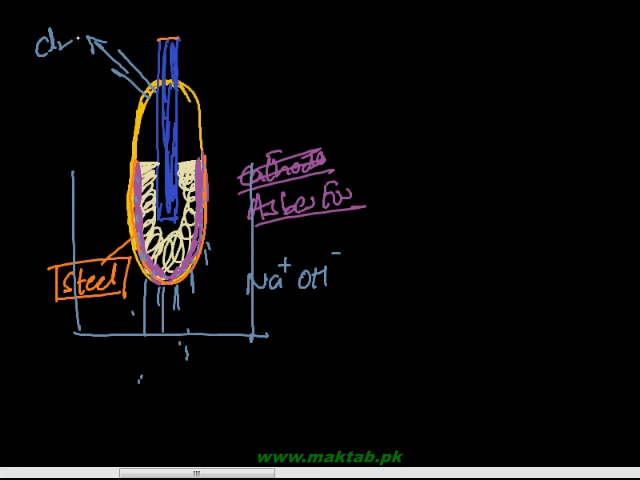 Cl2
Cathode
Asbestos
Na+ OH-
Steel
www.maktab.pk